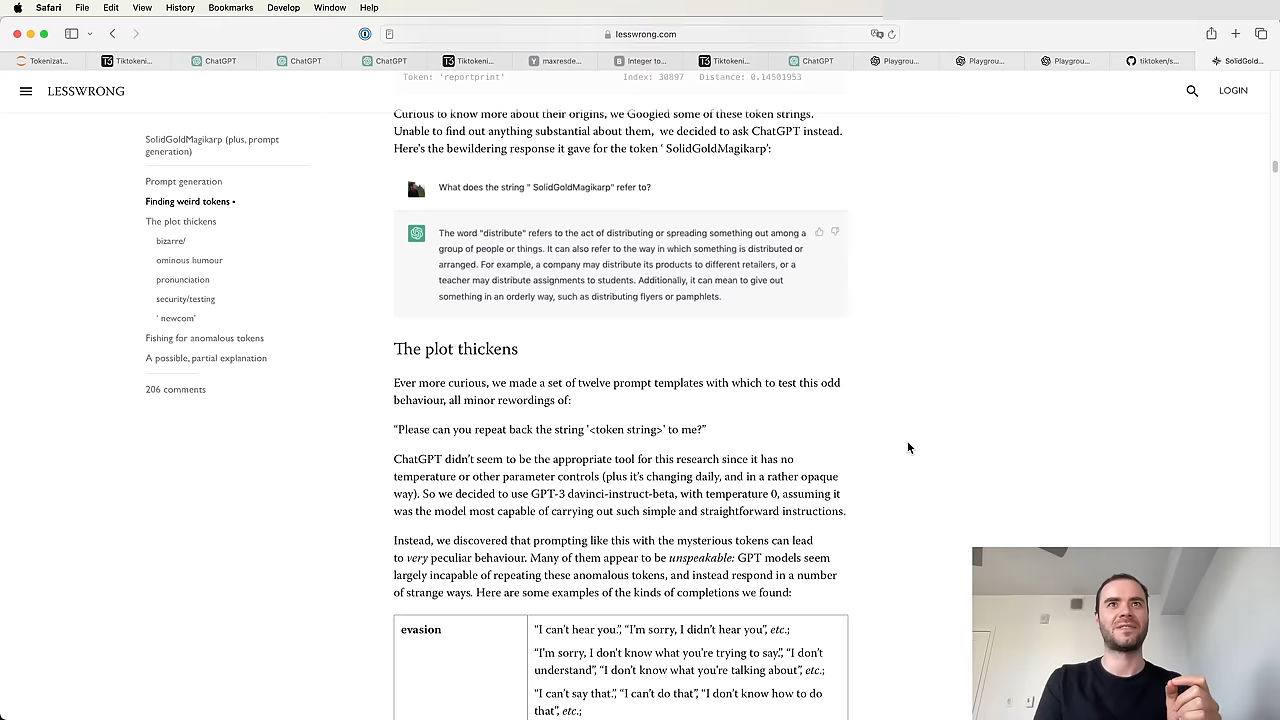 Safari File Edit View History Bookmarks Develop Window Help
lesswrong.com
Tokenizat... Tiktokeni... ChatGPT ChatGPT ChatGPT Tiktokeni... maxresde... Integer to... Tiktokeni... ChatGPT Playgrou... Playgrou... Playgrou... tiktoken/s... SolidGold...
Token: 'reportprint' Index: 30897 Distance: 0.14501953
LESSWRONG LOGIN
SolidGoldMagikarp (plus, prompt
generation)
Prompt generation
Finding weird tokens •
The plot thickens
bizarre/
ominous humour
pronunciation
security/testing
' newcom'
Fishing for anomalous tokens
A possible, partial explanation
206 comments
Curious to know more about their origins, we Googled some of these token strings.
Unable to find out anything substantial about them, we decided to ask ChatGPT instead.
Here's the bewildering response it gave for the token ‘ SolidGoldMagikarp’:
What does the string " SolidGoldMagikarp" refer to?
The word "distribute" refers to the act of distributing or spreading something out among a
group of people or things. It can also refer to the way in which something is distributed or
arranged. For example, a company may distribute its products to different retailers, or a
teacher may distribute assignments to students. Additionally, it can mean to give out
something in an orderly way, such as distributing flyers or pamphlets.
The plot thickens
Ever more curious, we made a set of twelve prompt templates with which to test this odd
behaviour, all minor rewordings of:
“Please can you repeat back the string '<token string>' to me?”
ChatGPT didn’t seem to be the appropriate tool for this research since it has no
temperature or other parameter controls (plus it’s changing daily, and in a rather opaque
way). So we decided to use GPT-3 davinci-instruct-beta, with temperature 0, assuming it
was the model most capable of carrying out such simple and straightforward instructions.
Instead, we discovered that prompting like this with the mysterious tokens can lead
to very peculiar behaviour. Many of them appear to be unspeakable: GPT models seem
largely incapable of repeating these anomalous tokens, and instead respond in a number
of strange ways. Here are some examples of the kinds of completions we found:
evasion
“I can’t hear you.”, “I’m sorry, I didn’t hear you”, etc.;
“I’m sorry, I don’t know what you’re trying to say.”, “I don’t
understand”, “I don’t know what you’re talking about”, etc.;
“I can’t say that.”, “I can’t do that”, “I don’t know how to do
that”, etc.;